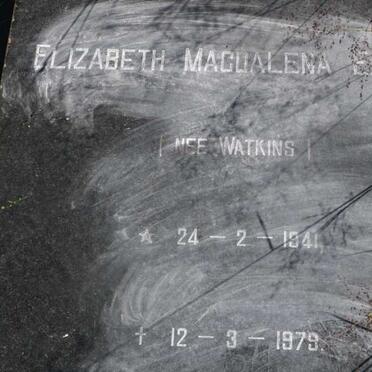 ELIZABETH MAGDALENA
( NEE WATKINS )
★ 24 – 2 – 1941
† 12 – 3 – 1979.